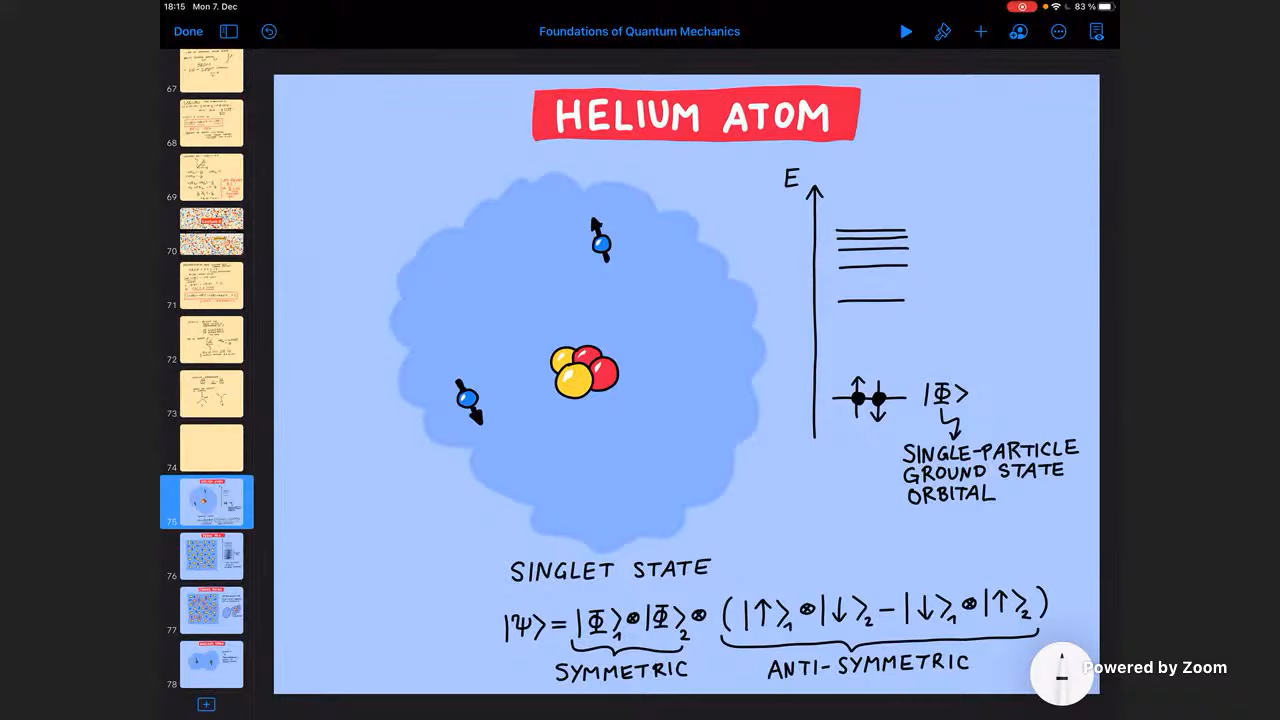 18:15 Mon 7. Dec
83 %
Done
Foundations of Quantum Mechanics
67
68
69
70
71
72
73
74
75
76
77
78
HELIUM ATOM
E
|Φ>
SINGLE-PARTICLE
GROUND STATE
ORBITAL
SINGLET STATE
|Ψ> = |Φ>₁ ⊗ |Φ>₂ ⊗ (|↑>₁ ⊗ |↓>₂ − |↓>₁ ⊗ |↑>₂)
SYMMETRIC
ANTI-SYMMETRIC
Powered by Zoom